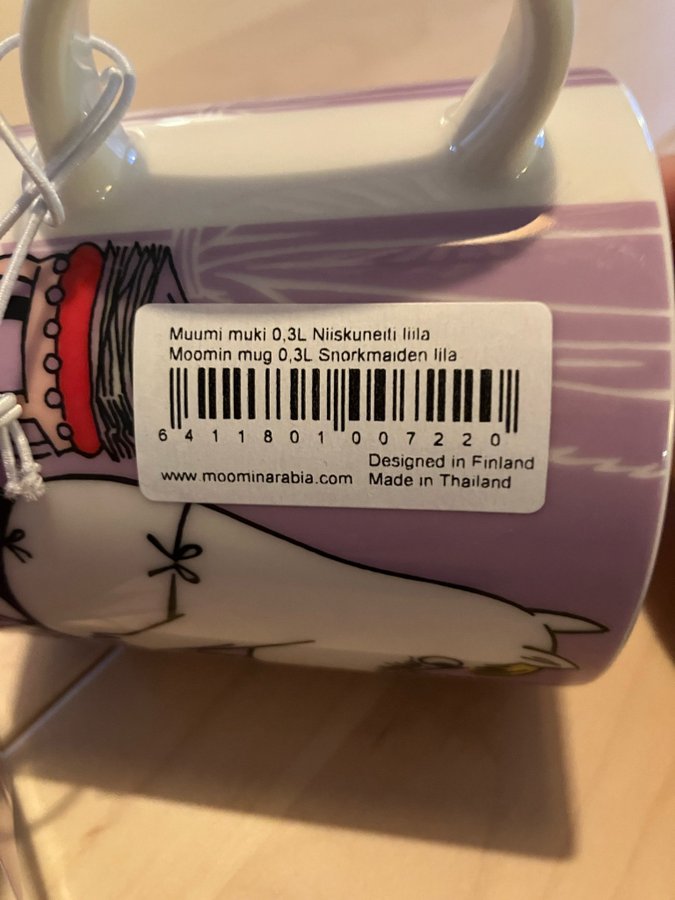 Muumi muki 0,3L Niiskuneiti liila
Moomin mug 0,3L Snorkmaiden lila
6 411801 007220
Designed in Finland
www.moominarabia.com Made in Thailand